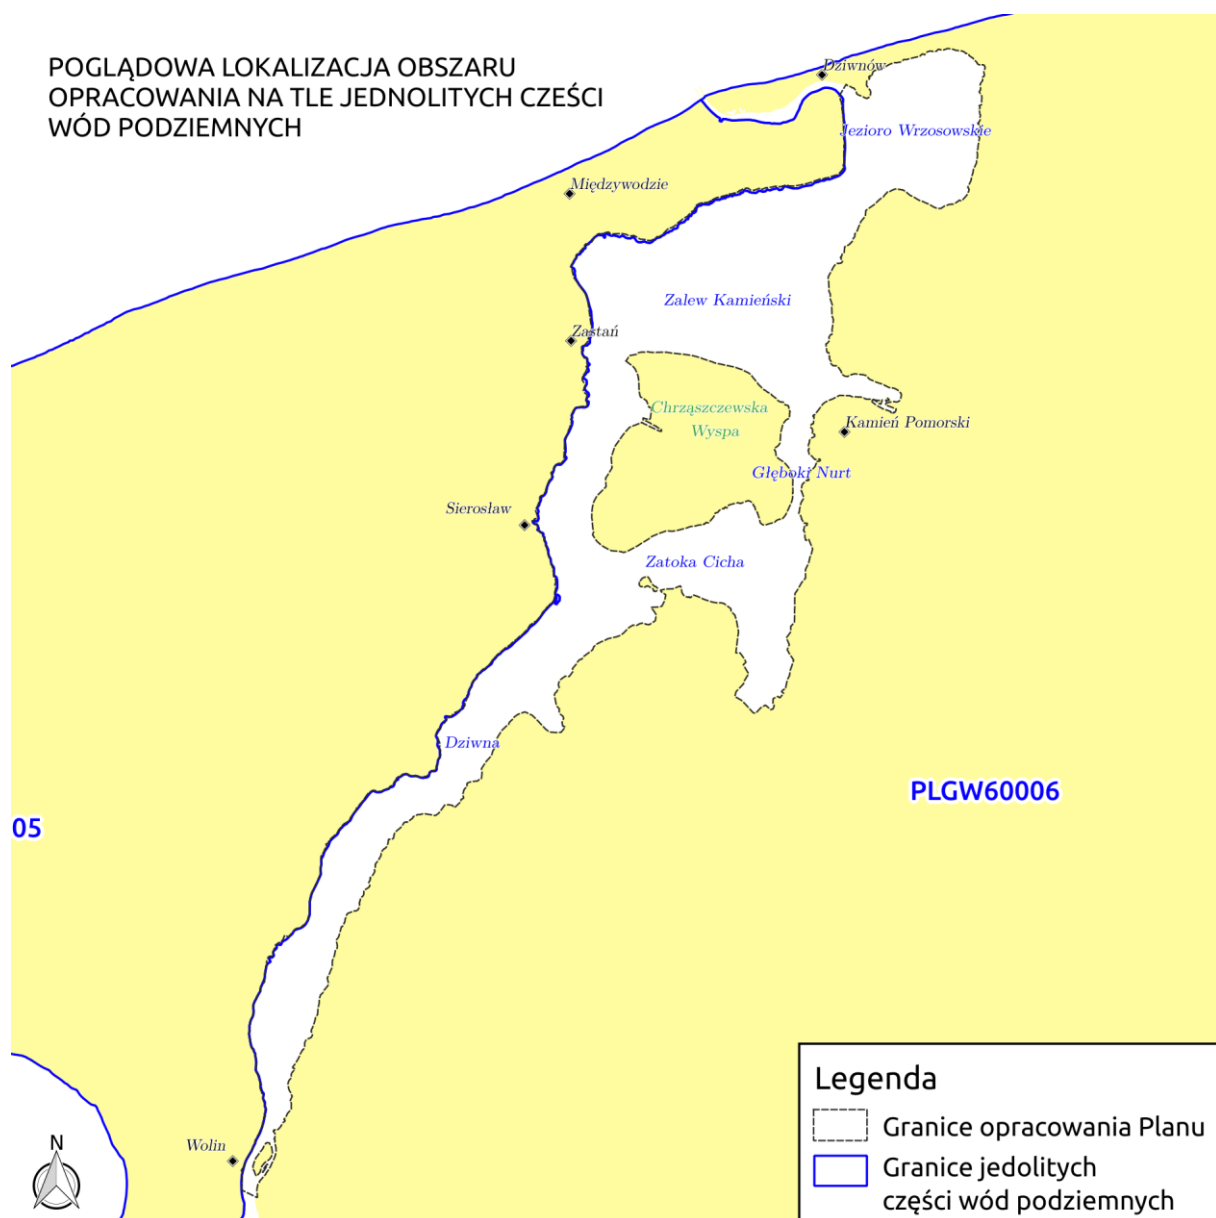 POGLĄDOWA LOKALIZACJA OBSZARU
OPRACOWANIA NA TLE JEDNOLITYCH CZEŚCI
WÓD PODZIEMNYCH
Dziwnów
Jezioro Wrzosowskie
Międzywodzie
Zalew Kamieński
Zastań
Chrząszczewska
Wyspa
Kamień Pomorski
Głęboki Nurt
Sierosław
Zatoka Cicha
Dziwna
PLGW60006
05
Wolin
N
Legenda
Granice opracowania Planu
Granice jedolitych
części wód podziemnych